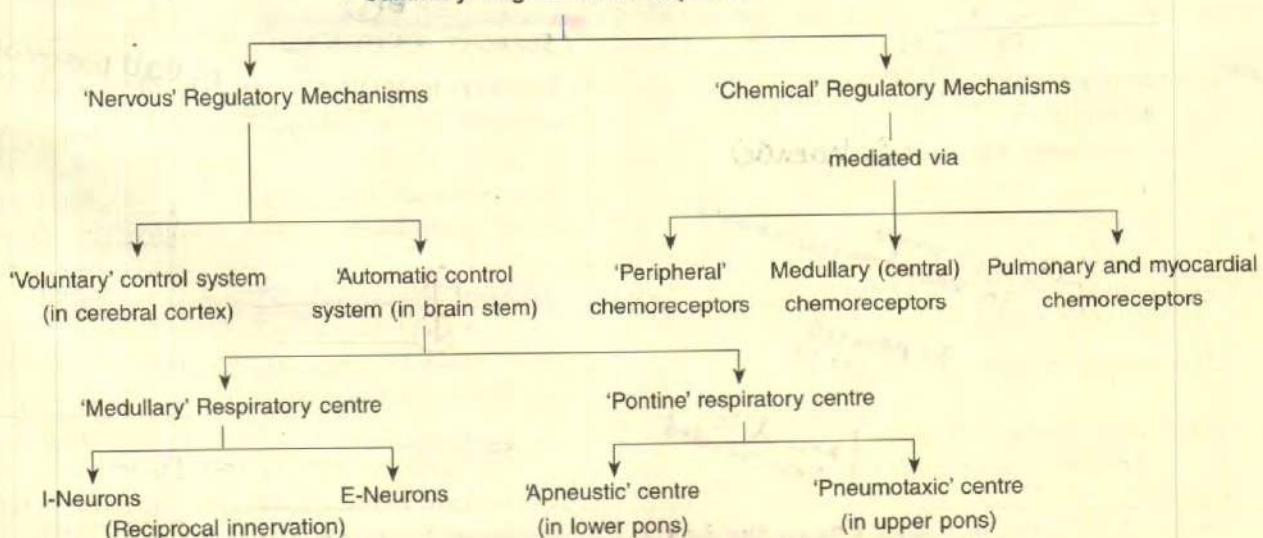 'Nervous' Regulatory Mechanisms
'Chemical' Regulatory Mechanisms
mediated via
'Voluntary' control system
(in cerebral cortex)
'Automatic control
system (in brain stem)
'Peripheral'
chemoreceptors
Medullary (central)
chemoreceptors
Pulmonary and myocardial
chemoreceptors
'Medullary' Respiratory centre
'Pontine' respiratory centre
I-Neurons
E-Neurons
(Reciprocal innervation)
'Apneustic' centre
(in lower pons)
'Pneumotaxic' centre
(in upper pons)